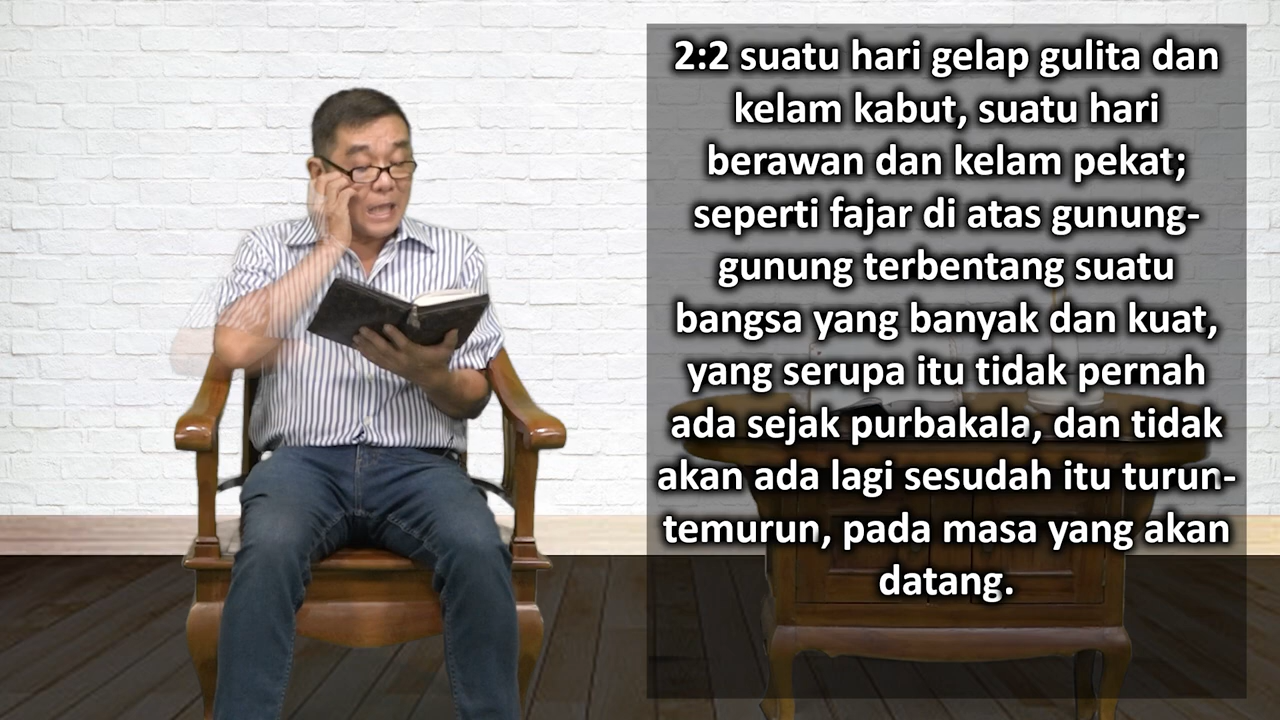 2:2 suatu hari gelap gulita dan
kelam kabut, suatu hari
berawan dan kelam pekat;
seperti fajar di atas gunung-
gunung terbentang suatu
bangsa yang banyak dan kuat,
yang serupa itu tidak pernah
ada sejak purbakala, dan tidak
akan ada lagi sesudah itu turun-
temurun, pada masa yang akan
datang.